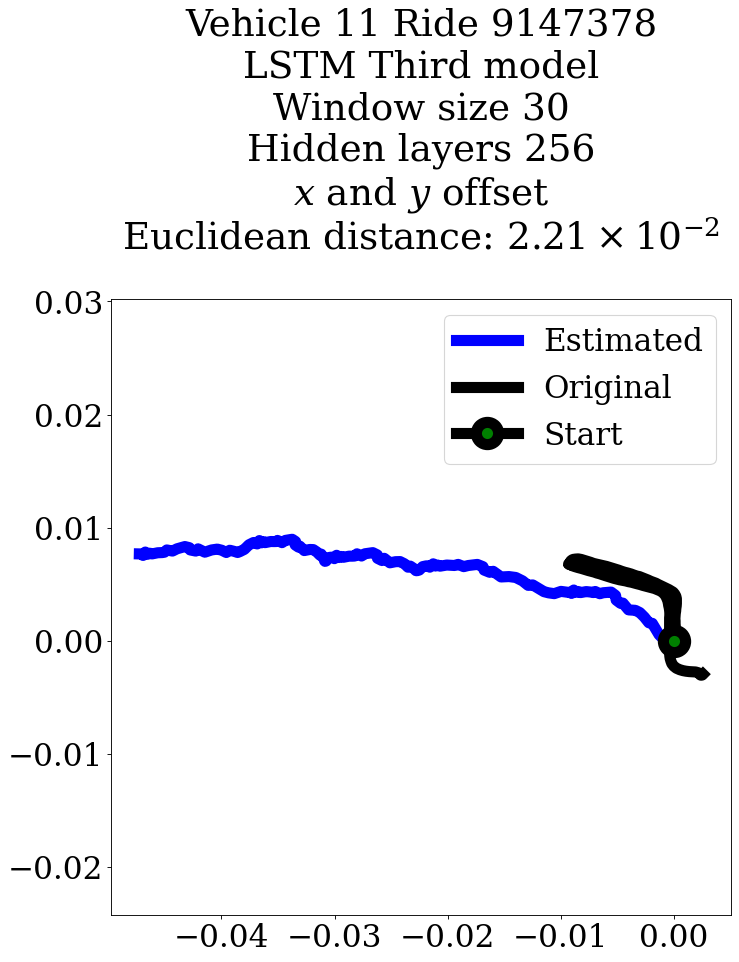 Vehicle 11 Ride 9147378
LSTM Third model
Window size 30
Hidden layers 256
x and y offset
Euclidean distance: 2.21 × 10⁻²
0.03
0.02
0.01
0.00
−0.01
−0.02
Estimated
Original
Start
−0.04 −0.03 −0.02 −0.01 0.00